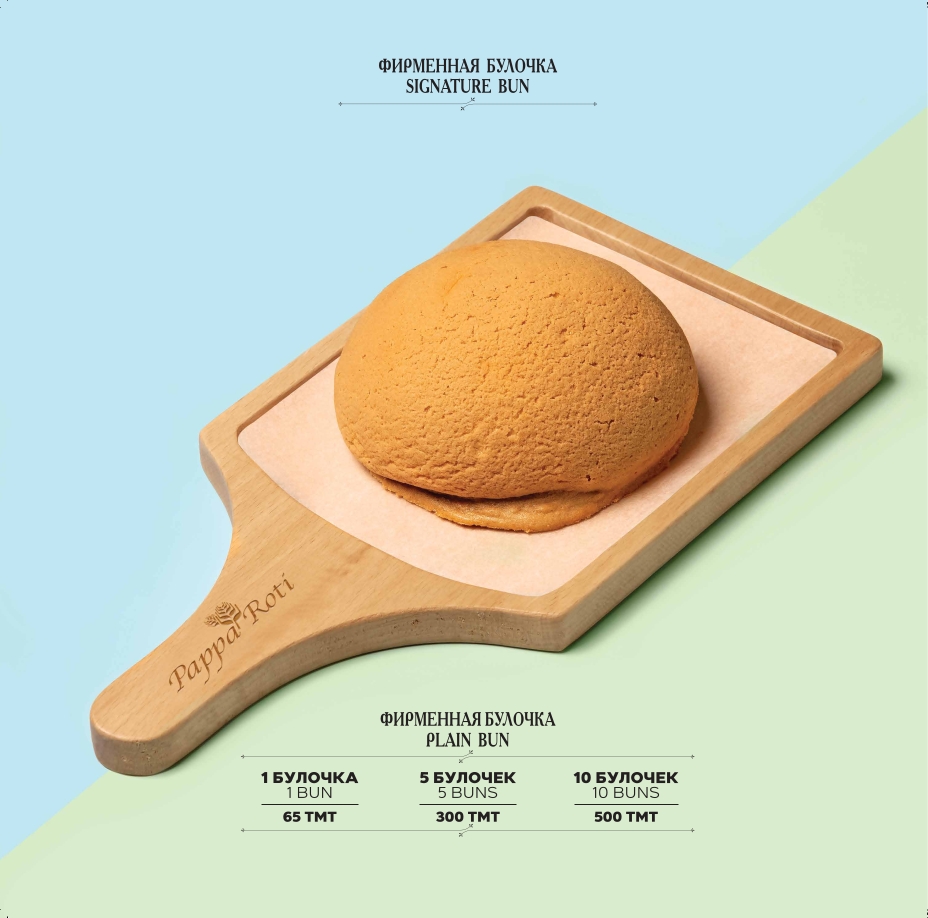 ФИРМЕННАЯ БУЛОЧКА
SIGNATURE BUN
Pappa Roti
ФИРМЕННАЯ БУЛОЧКА
PLAIN BUN
1 БУЛОЧКА 5 БУЛОЧЕК 10 БУЛОЧЕК
1 BUN 5 BUNS 10 BUNS
65 TMT 300 TMT 500 TMT